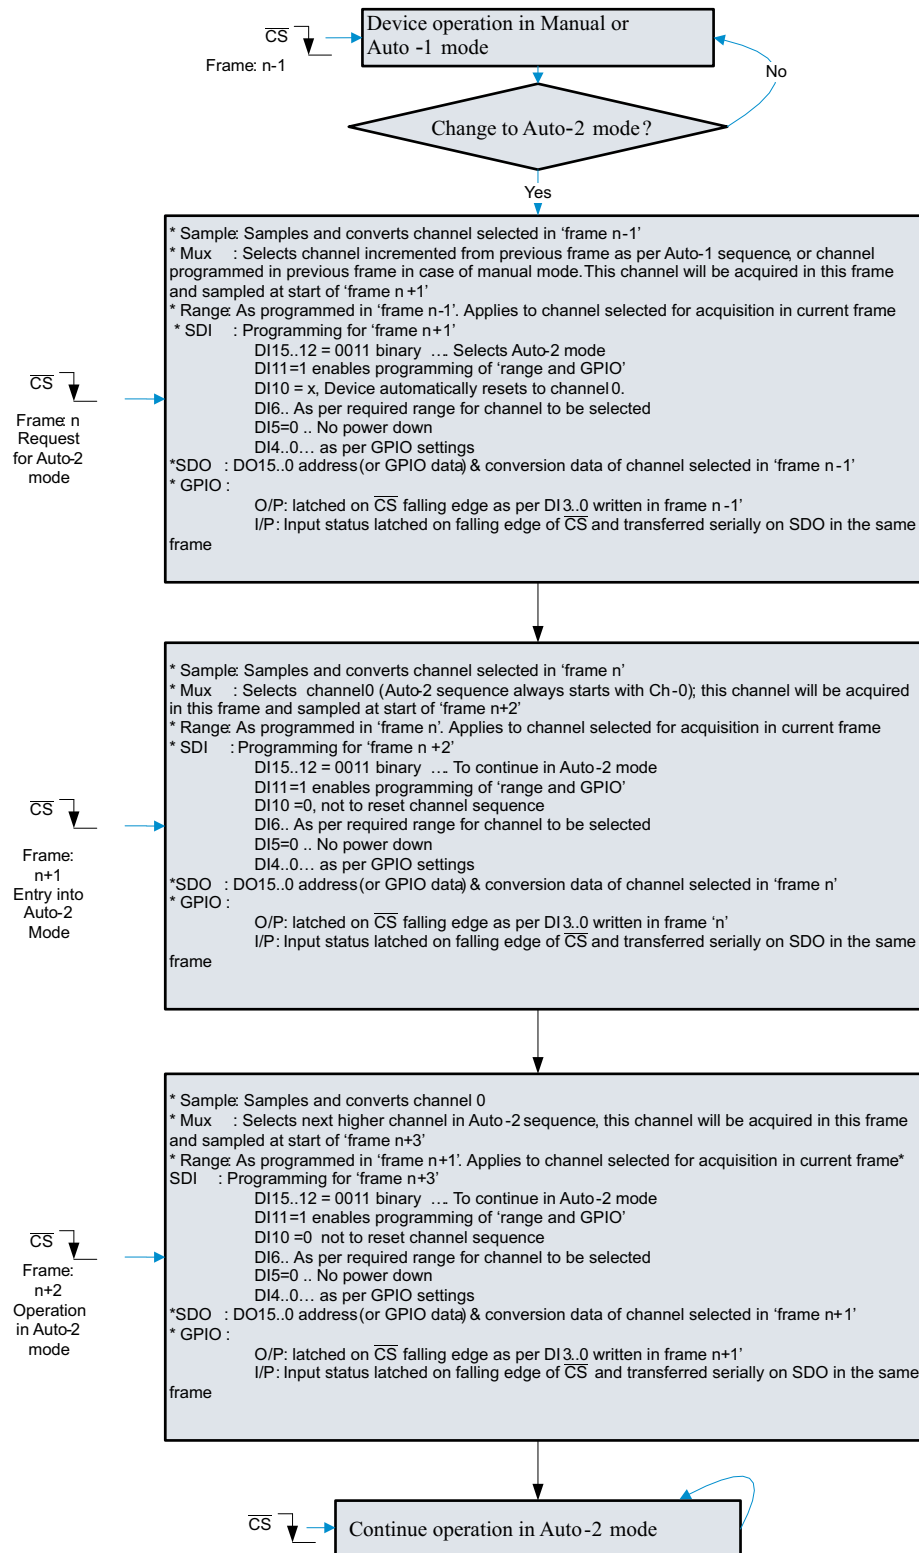 Device operation in Manual or
Auto -1 mode
CS
Frame: n-1
No
Change to Auto-2 mode?
Yes
* Sample: Samples and converts channel selected in ‘frame n-1’
* Mux : Selects channel incremented from previous frame as per Auto-1 sequence, or channel
programmed in previous frame in case of manual mode. This channel will be acquired in this frame
and sampled at start of ‘frame n +1’
* Range: As programmed in ‘frame n-1’. Applies to channel selected for acquisition in current frame
* SDI : Programming for ‘frame n+1’
DI15..12 = 0011 binary …. Selects Auto-2 mode
DI11=1 enables programming of ‘range and GPIO’
DI10 = x, Device automatically resets to channel 0.
DI6.. As per required range for channel to be selected
DI5=0 .. No power down
DI4..0… as per GPIO settings
*SDO : DO15..0 address (or GPIO data) & conversion data of channel selected in ‘frame n-1’
* GPIO :
O/P: latched on CS falling edge as per DI3..0 written in frame n-1’
I/P: Input status latched on falling edge of CS and transferred serially on SDO in the same
frame
CS
Frame: n
Request
for Auto-2
mode
* Sample: Samples and converts channel selected in ‘frame n’
* Mux : Selects channel0 (Auto-2 sequence always starts with Ch-0); this channel will be acquired
in this frame and sampled at start of ‘frame n+2’
* Range: As programmed in ‘frame n’. Applies to channel selected for acquisition in current frame
* SDI : Programming for ‘frame n +2’
DI15..12 = 0011 binary …. To continue in Auto-2 mode
DI11=1 enables programming of ‘range and GPIO’
DI10 =0, not to reset channel sequence
DI6.. As per required range for channel to be selected
DI5=0 .. No power down
DI4..0… as per GPIO settings
*SDO : DO15..0 address (or GPIO data) & conversion data of channel selected in ‘frame n’
* GPIO :
O/P: latched on CS falling edge as per DI3..0 written in frame ‘n’
I/P: Input status latched on falling edge of CS and transferred serially on SDO in the same
frame
CS
Frame:
n+1
Entry into
Auto-2
Mode
* Sample: Samples and converts channel 0
* Mux : Selects next higher channel in Auto-2 sequence, this channel will be acquired in this frame
and sampled at start of ‘frame n+3’
* Range: As programmed in ‘frame n+1’. Applies to channel selected for acquisition in current frame*
SDI : Programming for ‘frame n+3’
DI15..12 = 0011 binary …. To continue in Auto-2 mode
DI11=1 enables programming of ‘range and GPIO’
DI10 =0 not to reset channel sequence
DI6.. As per required range for channel to be selected
DI5=0 .. No power down
DI4..0… as per GPIO settings
*SDO : DO15..0 address (or GPIO data) & conversion data of channel selected in ‘frame n+1’
* GPIO :
O/P: latched on CS falling edge as per DI3..0 written in frame n+1’
I/P: Input status latched on falling edge of CS and transferred serially on SDO in the same
frame
CS
Frame:
n+2
Operation
in Auto-2
mode
CS
Continue operation in Auto-2 mode